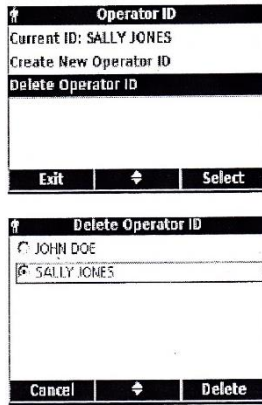 Operator ID
Current ID: SALLY JONES
Create New Operator ID
Delete Operator ID
Exit Select
Delete Operator ID
JOHN DOE
SALLY JONES
Cancel Delete